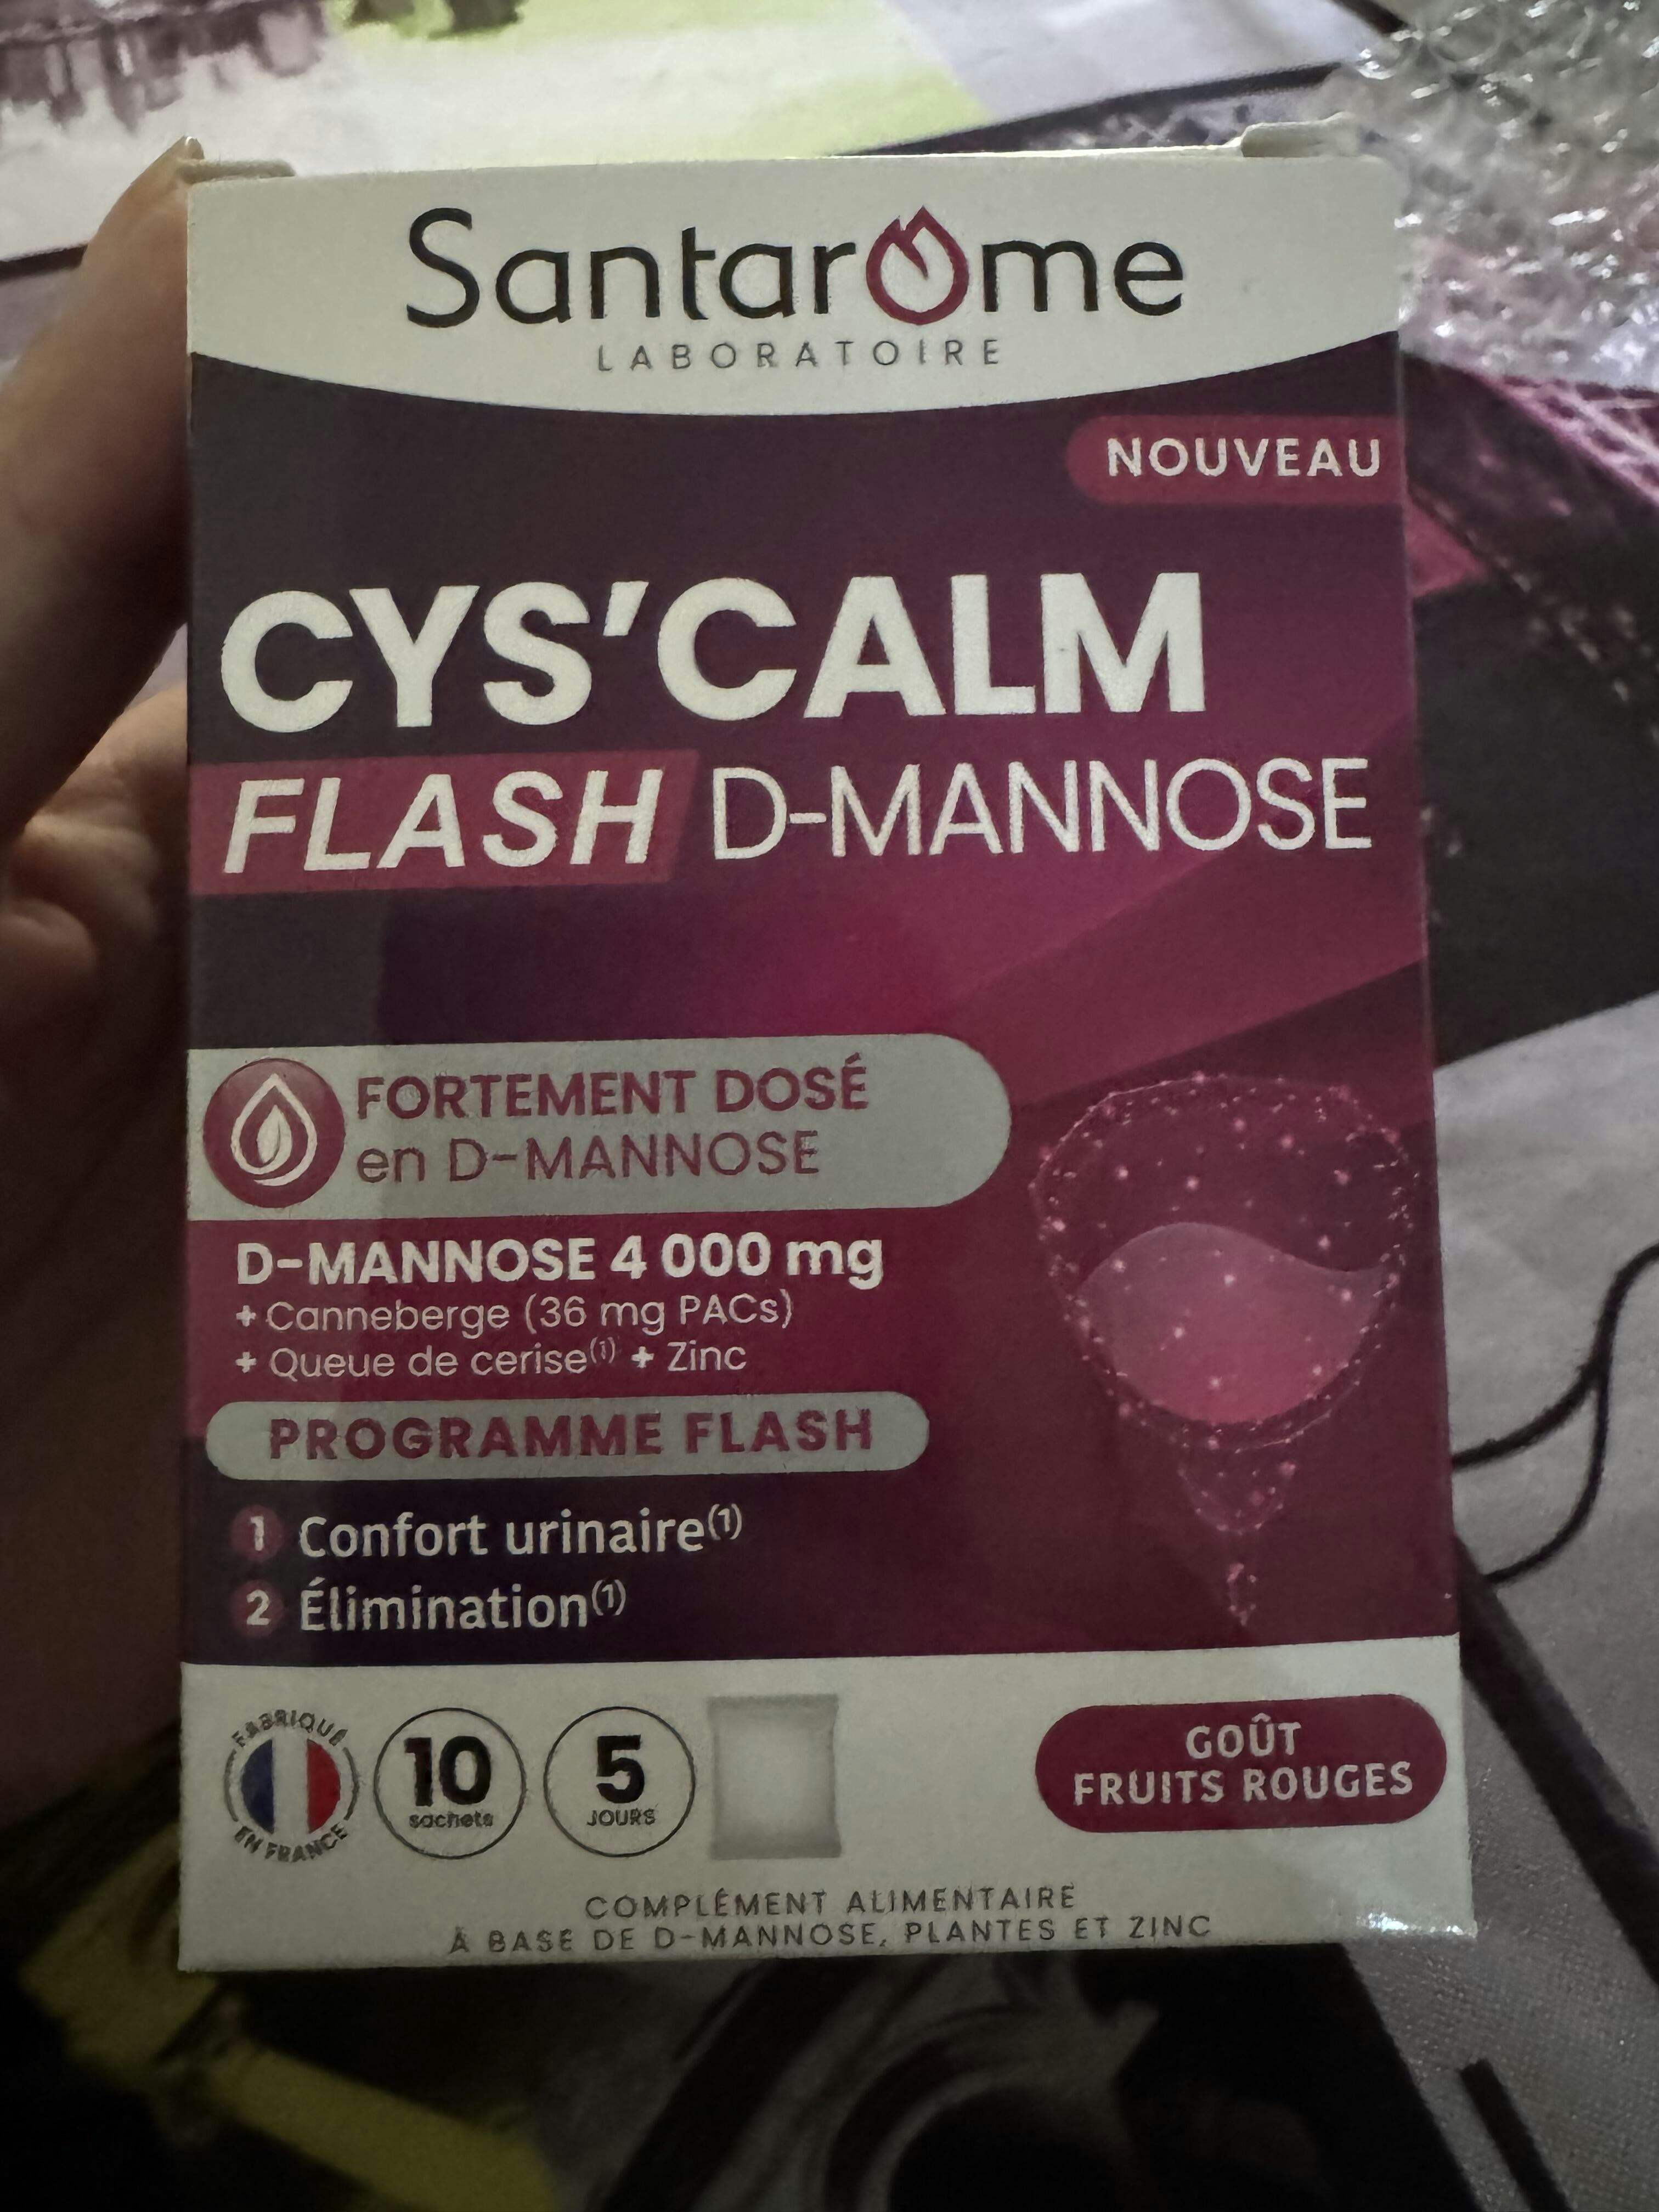 Santarome
LABORATOIRE
NOUVEAU
CYS'CALM
FLASH D-MANNOSE
FORTEMENT DOSÉ
en D-MANNOSE
D-MANNOSE 4 000 mg
+ Canneberge (36 mg PACs)
+ Queue de cerise(1) + Zinc
PROGRAMME FLASH
1 Confort urinaire(1)
2 Élimination(1)
FABRIQUÉ
EN FRANCE
10
sachets
5
JOURS
GOÛT
FRUITS ROUGES
COMPLÉMENT ALIMENTAIRE
À BASE DE D-MANNOSE, PLANTES ET ZINC